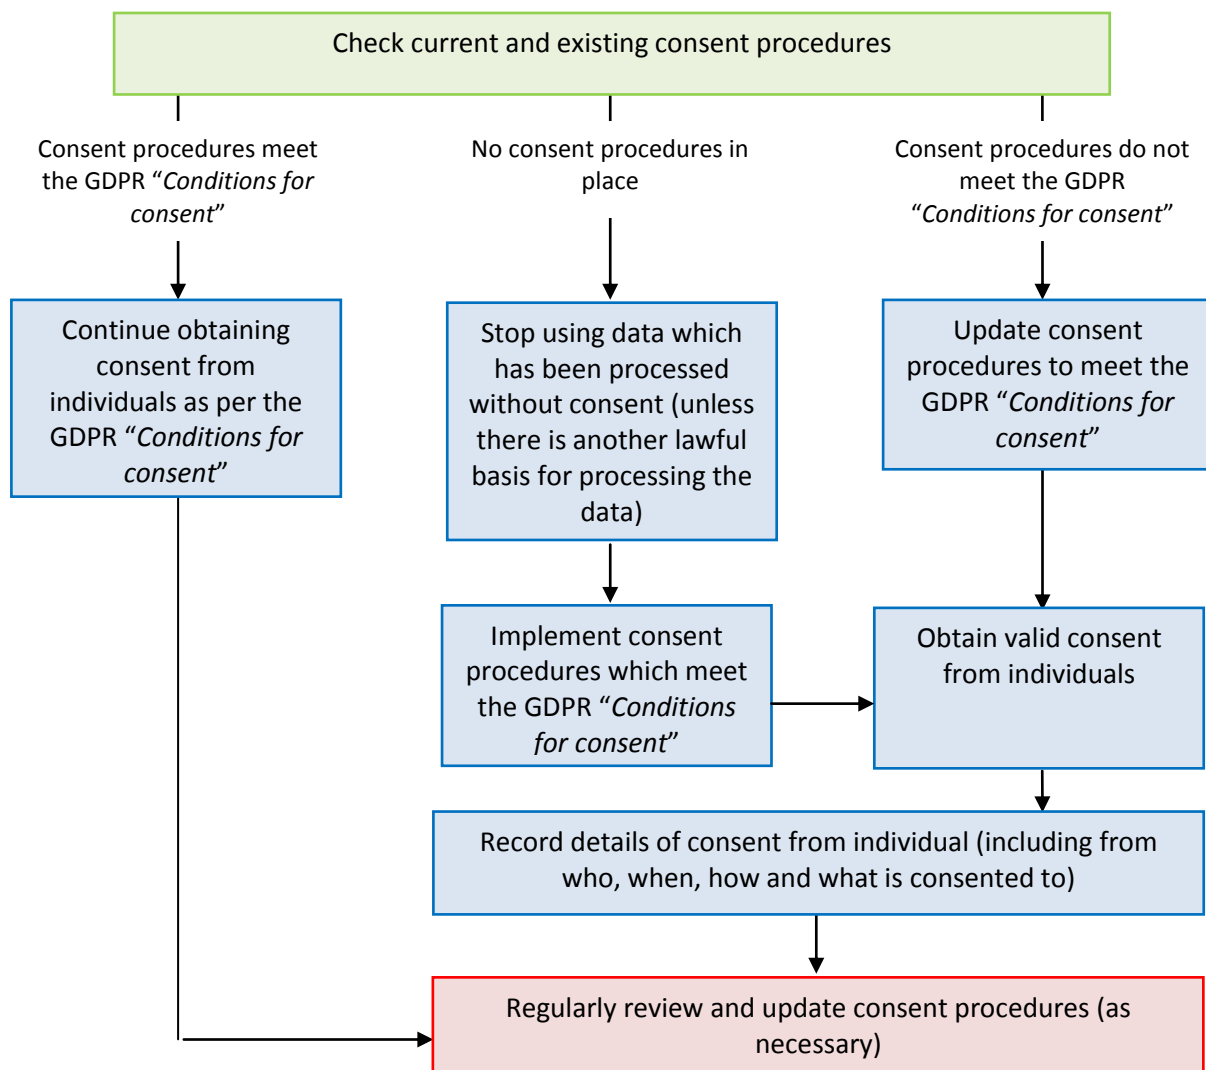 Check current and existing consent procedures
Consent procedures meet
the GDPR “Conditions for
consent”
No consent procedures in
place
Consent procedures do not
meet the GDPR
“Conditions for consent”
Continue obtaining
consent from
individuals as per the
GDPR “Conditions for
consent”
Stop using data which
has been processed
without consent (unless
there is another lawful
basis for processing the
data)
Update consent
procedures to meet the
GDPR “Conditions for
consent”
Implement consent
procedures which meet
the GDPR “Conditions
for consent”
Obtain valid consent
from individuals
Record details of consent from individual (including from
who, when, how and what is consented to)
Regularly review and update consent procedures (as
necessary)